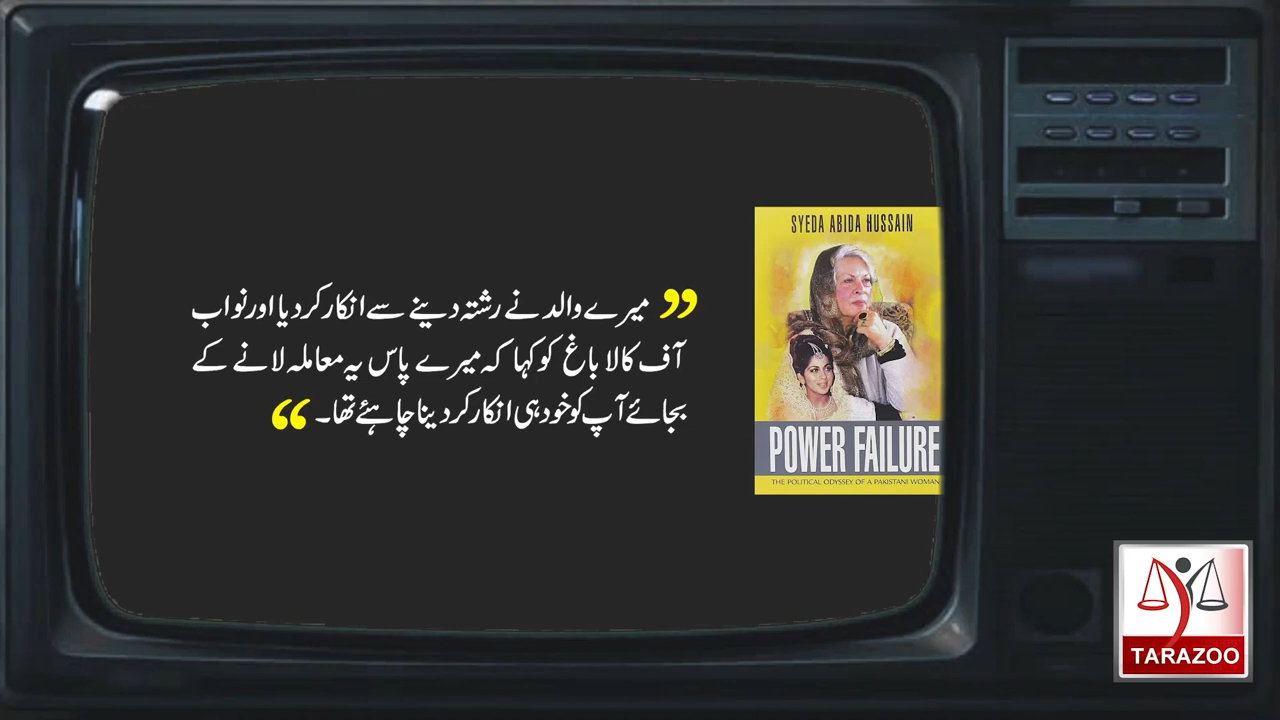 ”میرے والد نے رشتہ دینے سے انکار کر دیا اور نواب
آف کالا باغ کو کہا کہ میرے پاس یہ معاملہ لانے کے
بجائے آپ کو خود ہی انکار کر دینا چاہئے تھا۔“
SYEDA ABIDA HUSSAIN
POWER FAILURE
THE POLITICAL ODYSSEY OF A PAKISTANI WOMAN
TARAZOO